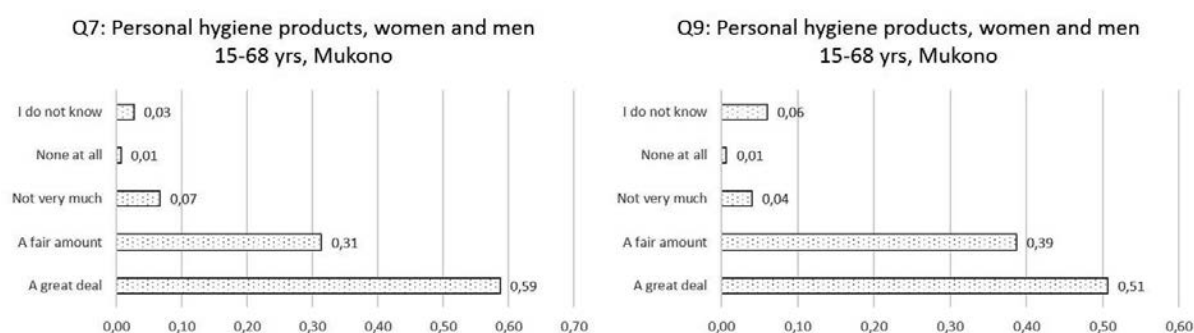 Q7: Personal hygiene products, women and men
15-68 yrs, Mukono
I do not know
0,03
None at all
0,01
Not very much
0,07
A fair amount
0,31
A great deal
0,59
0,00 0,10 0,20 0,30 0,40 0,50 0,60 0,70
Q9: Personal hygiene products, women and men
15-68 yrs, Mukono
I do not know
0,06
None at all
0,01
Not very much
0,04
A fair amount
0,39
A great deal
0,51
0,00 0,10 0,20 0,30 0,40 0,50 0,60